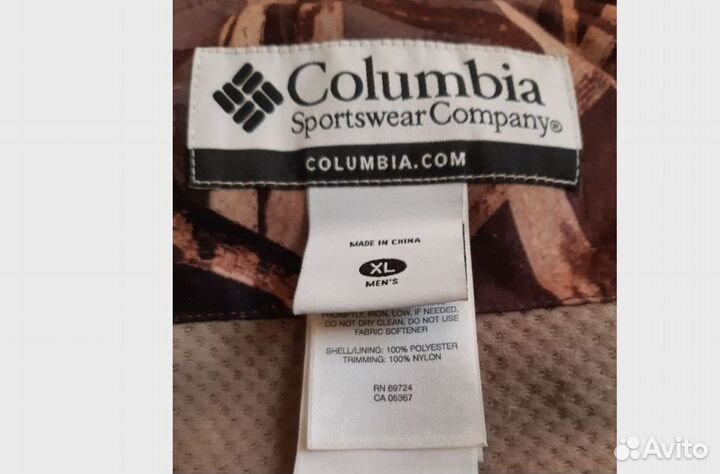 Columbia
Sportswear Company®
COLUMBIA.COM
MADE IN CHINA
XL
MEN'S
PROMPTLY, IRON, LOW, IF NEEDED,
DO NOT DRY CLEAN, DO NOT USE
FABRIC SOFTENER
SHELL/LINING: 100% POLYESTER
TRIMMING: 100% NYLON
RN 69724
CA 05367
Avito